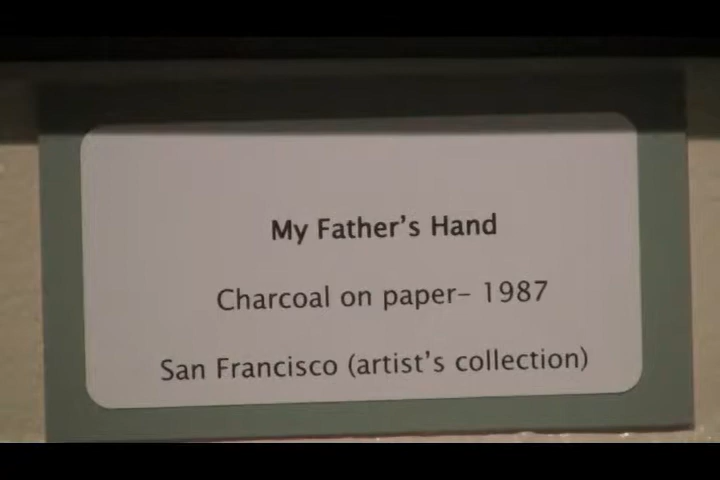 My Father's Hand
Charcoal on paper– 1987
San Francisco (artist's collection)